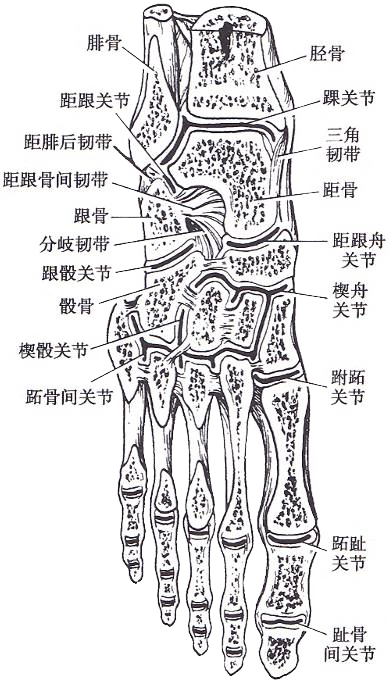 腓骨
距跟关节
距腓后韧带
距跟骨间韧带
跟骨
分岐韧带
跟骰关节
骰骨
楔骰关节
跖骨间关节
胫骨
踝关节
三角
韧带
距骨
距跟舟
关节
楔舟
关节
跗跖
关节
跖趾
关节
趾骨
间关节